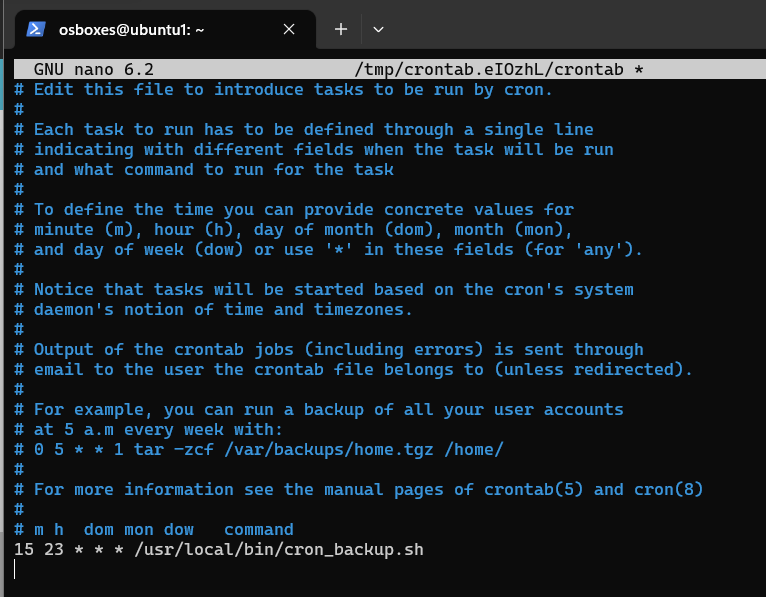 osboxes@ubuntu1: ~
GNU nano 6.2 /tmp/crontab.eIOzhL/crontab *
# Edit this file to introduce tasks to be run by cron.
#
# Each task to run has to be defined through a single line
# indicating with different fields when the task will be run
# and what command to run for the task
#
# To define the time you can provide concrete values for
# minute (m), hour (h), day of month (dom), month (mon),
# and day of week (dow) or use '*' in these fields (for 'any').
#
# Notice that tasks will be started based on the cron's system
# daemon's notion of time and timezones.
#
# Output of the crontab jobs (including errors) is sent through
# email to the user the crontab file belongs to (unless redirected).
#
# For example, you can run a backup of all your user accounts
# at 5 a.m every week with:
# 0 5 * * 1 tar -zcf /var/backups/home.tgz /home/
#
# For more information see the manual pages of crontab(5) and cron(8)
#
# m h  dom mon dow   command
15 23 * * * /usr/local/bin/cron_backup.sh